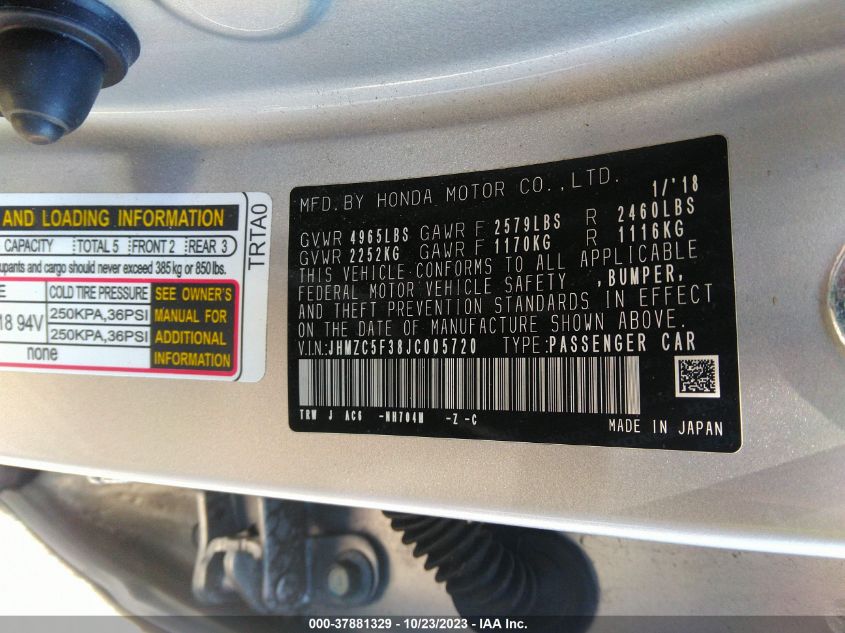 AND LOADING INFORMATION
CAPACITY TOTAL 5 FRONT 2 REAR 3
upants and cargo should never exceed 385 kg or 850 lbs.
E COLD TIRE PRESSURE SEE OWNER'S
18 94V 250KPA,36PSI MANUAL FOR
250KPA,36PSI ADDITIONAL
none INFORMATION
TRTA0
MFD. BY HONDA MOTOR CO., LTD. 1/'18
GVWR 4965LBS GAWR F 2579LBS R 2460LBS
GVWR 2252KG GAWR F 1170KG R 1116KG
THIS VEHICLE CONFORMS TO ALL APPLICABLE
FEDERAL MOTOR VEHICLE SAFETY ,BUMPER,
AND THEFT PREVENTION STANDARDS IN EFFECT
ON THE DATE OF MANUFACTURE SHOWN ABOVE.
V.I.N.:JHMZC5F38JC005720 TYPE:PASSENGER CAR
TRW J AC6 -NH704M -Z -C
MADE IN JAPAN
000-37881329 - 10/23/2023 - IAA Inc.